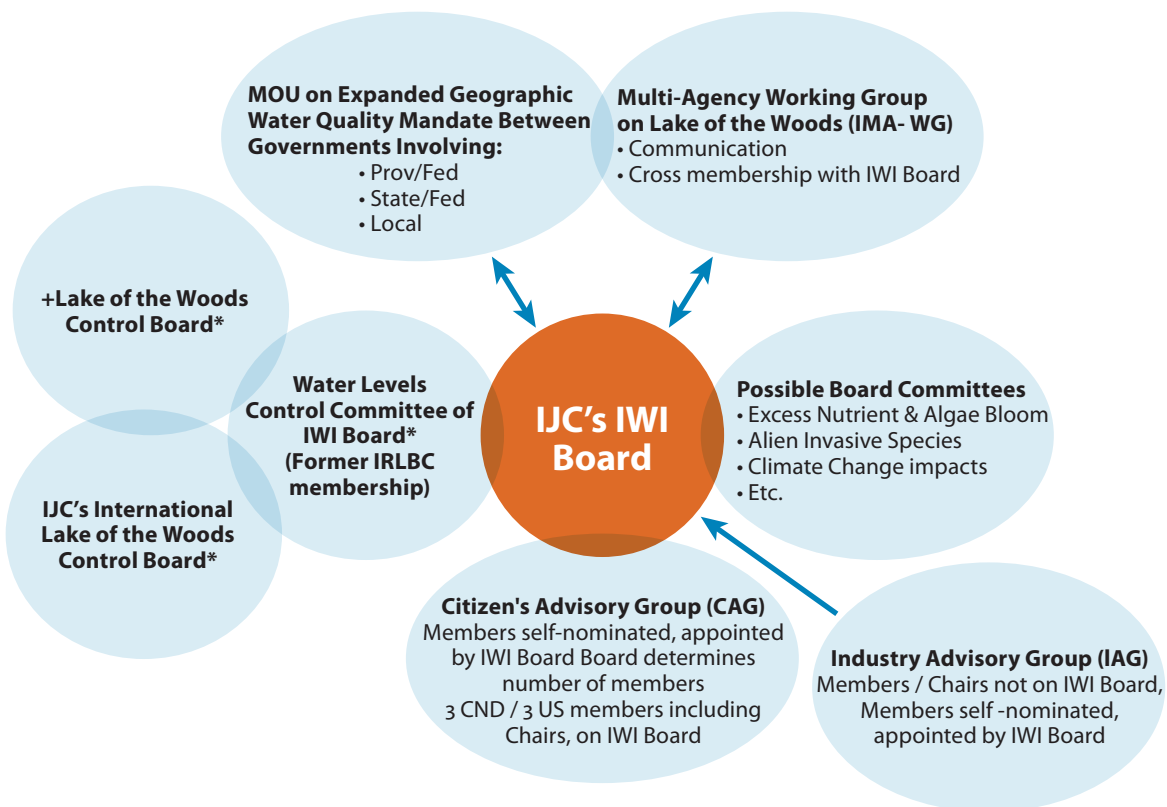 MOU on Expanded Geographic
Water Quality Mandate Between
Governments Involving:
• Prov/Fed
• State/Fed
• Local
Multi-Agency Working Group
on Lake of the Woods (IMA- WG)
• Communication
• Cross membership with IWI Board
+Lake of the Woods
Control Board*
Water Levels
Control Committee of
IWI Board*
(Former IRLBC
membership)
IJC's International
Lake of the Woods
Control Board*
IJC’s IWI
Board
Possible Board Committees
• Excess Nutrient & Algae Bloom
• Alien Invasive Species
• Climate Change impacts
• Etc.
Citizen's Advisory Group (CAG)
Members self-nominated, appointed
by IWI Board Board determines
number of members
3 CND / 3 US members including
Chairs, on IWI Board
Industry Advisory Group (IAG)
Members / Chairs not on IWI Board,
Members self -nominated,
appointed by IWI Board